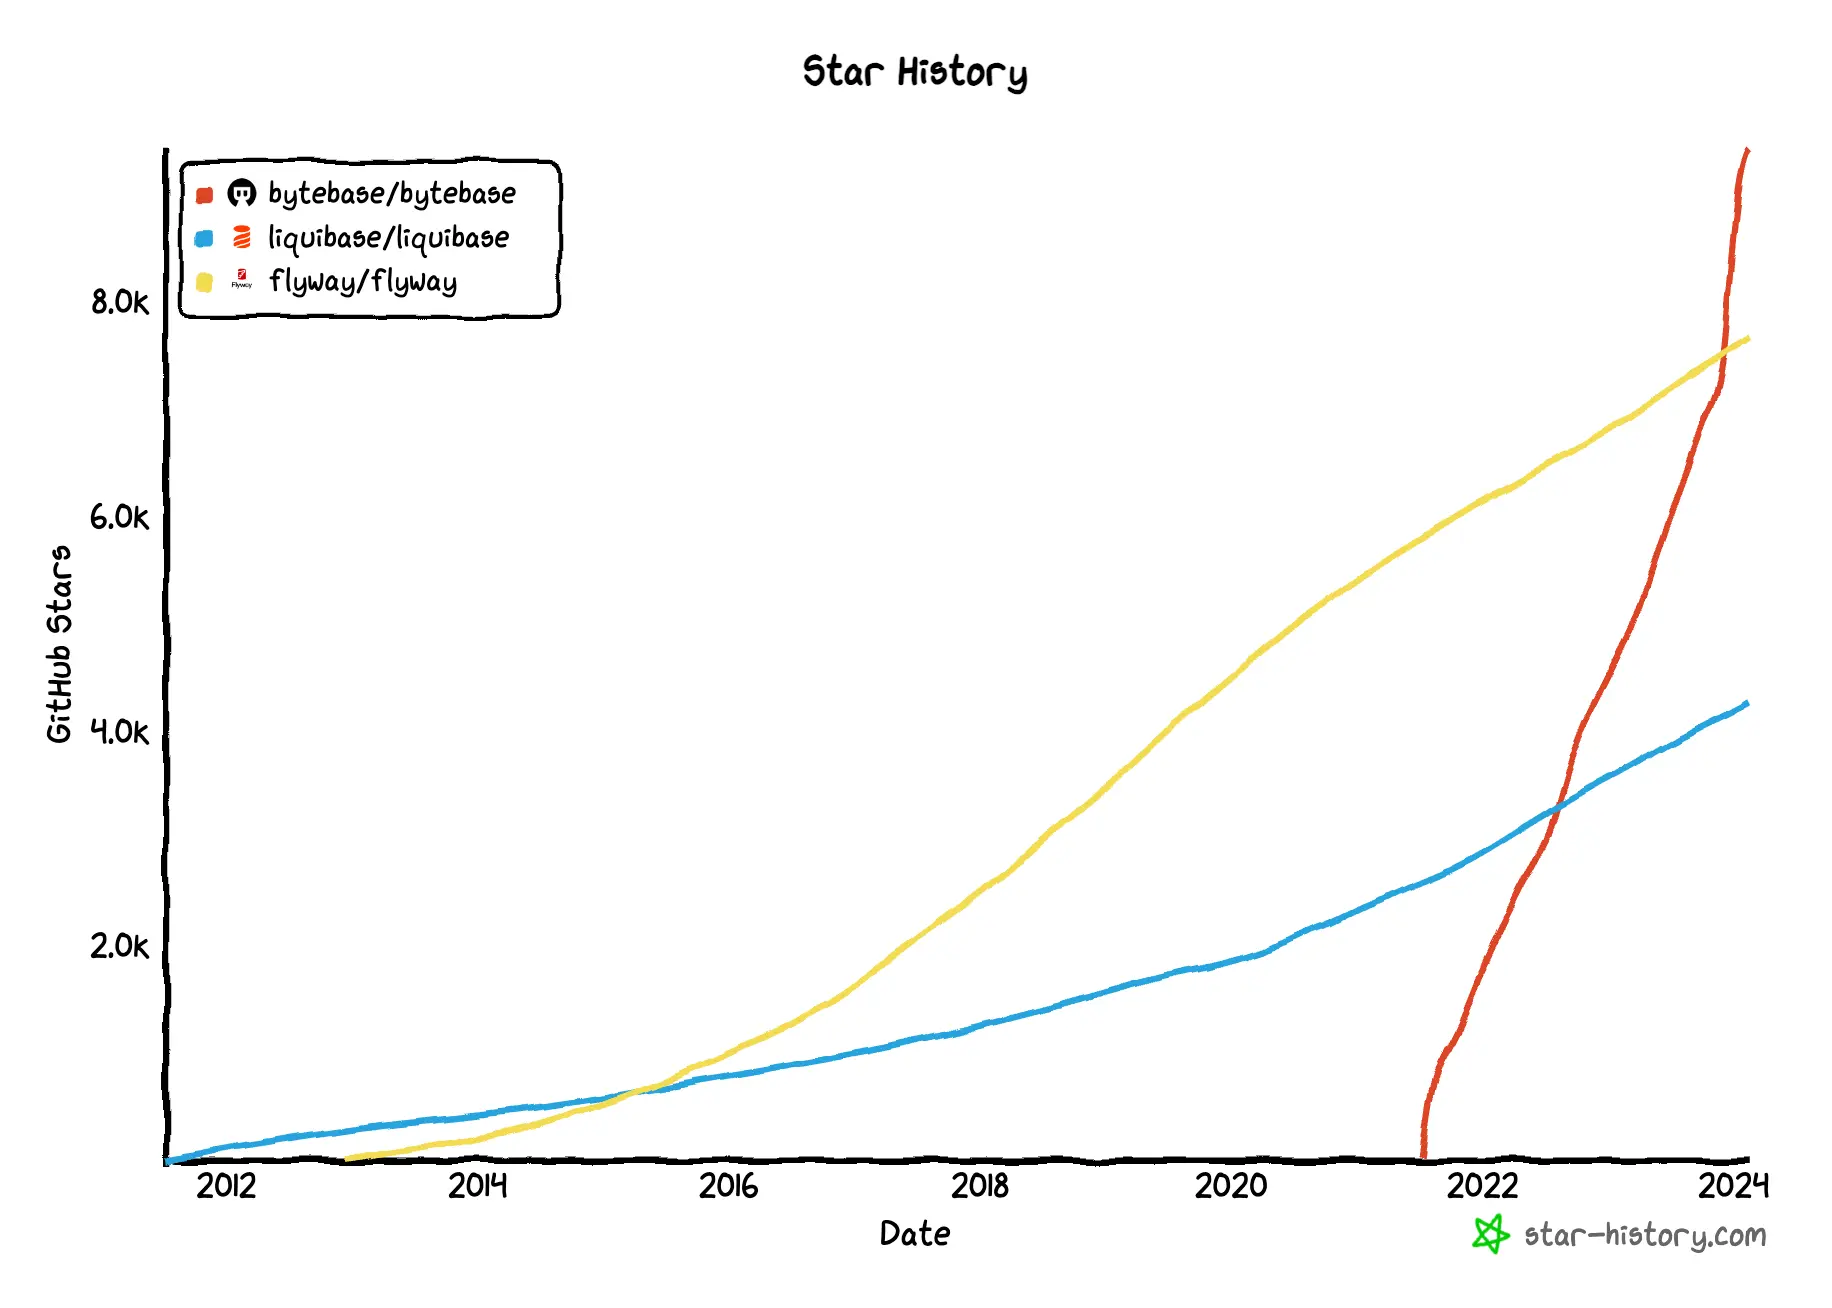 Star History
bytebase/bytebase
liquibase/liquibase
Flyway
flyway/flyway
8.0k
6.0k
4.0k
2.0k
GitHub Stars
2012 2014 2016 2018 2020 2022 2024
Date
star-history.com